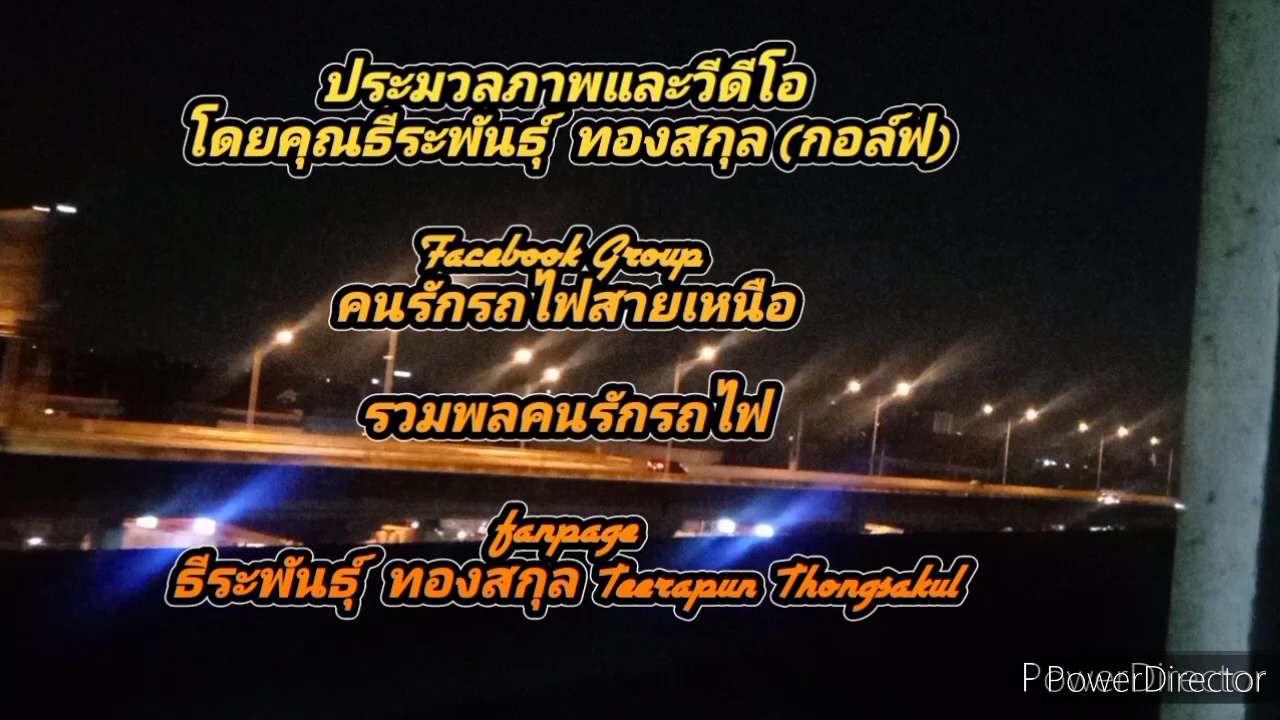 ประมวลภาพและวีดีโอ
โดยคุณธีระพันธุ์ ทองสกุล (กอล์ฟ)
Facebook Group
คนรักรถไฟสายเหนือ
รวมพลคนรักรถไฟ
fanpage
ธีระพันธุ์ ทองสกุล Teerapun Thongsakul
PowerDirector